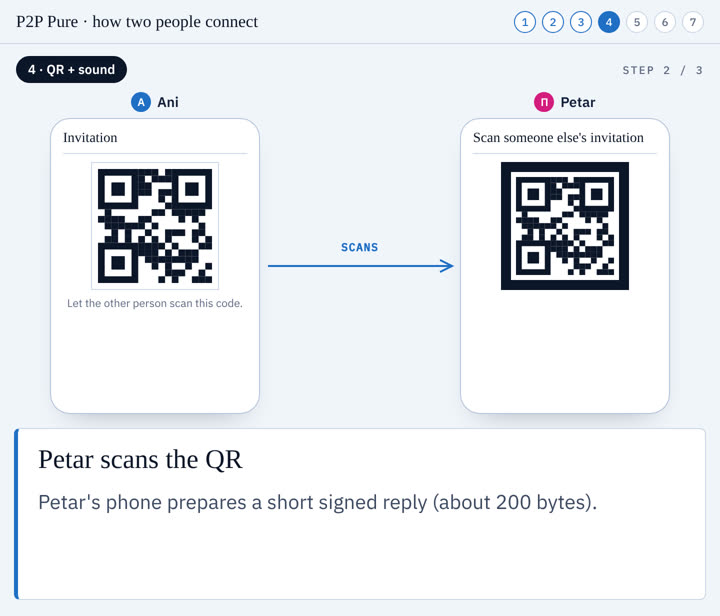 P2P Pure · how two people connect
1 2 3 4 5 6 7
4 · QR + sound
STEP 2 / 3
A Ani
П Petar
Invitation
Scan someone else's invitation
SCANS
Let the other person scan this code.
Petar scans the QR
Petar's phone prepares a short signed reply (about 200 bytes).